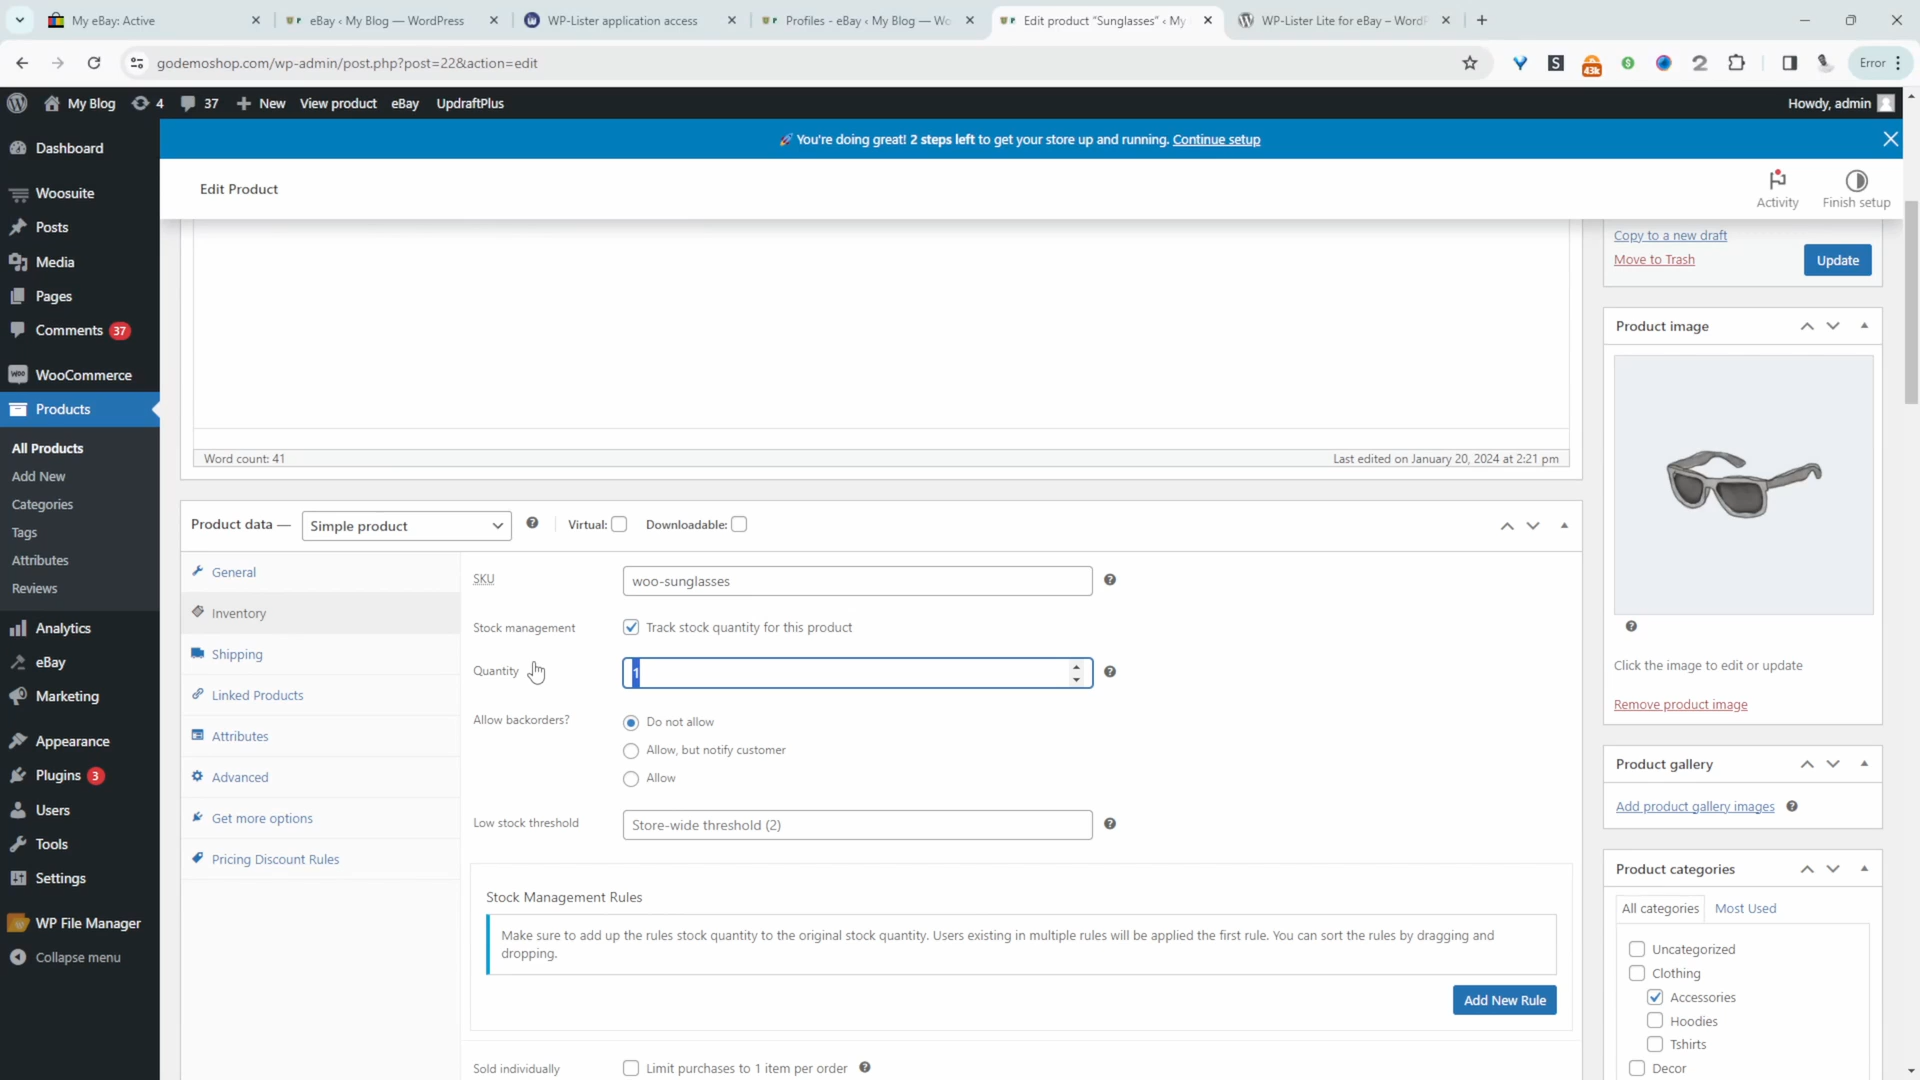 My eBay: Active
eBay ‹ My Blog — WordPress
WP-Lister application access
Profiles - eBay ‹ My Blog — Wo
Edit product “Sunglasses” ‹ My
WP-Lister Lite for eBay – WordF
godemoshop.com/wp-admin/post.php?post=22&action=edit
43k
Error
My Blog
4
37
New
View product
eBay
UpdraftPlus
Howdy, admin
🚀 You're doing great! 2 steps left to get your store up and running. Continue setup
Edit Product
Activity
Finish setup
Dashboard
Woosuite
Posts
Media
Pages
Comments 37
WooCommerce
Products
All Products
Add New
Categories
Tags
Attributes
Reviews
Analytics
eBay
Marketing
Appearance
Plugins 3
Users
Tools
Settings
WP File Manager
Collapse menu
Word count: 41
Last edited on January 20, 2024 at 2:21 pm
Product data —
Simple product
Virtual:
Downloadable:
General
Inventory
Shipping
Linked Products
Attributes
Advanced
Get more options
Pricing Discount Rules
SKU
woo-sunglasses
Stock management
Track stock quantity for this product
Quantity
1
Allow backorders?
Do not allow
Allow, but notify customer
Allow
Low stock threshold
Store-wide threshold (2)
Stock Management Rules
Make sure to add up the rules stock quantity to the original stock quantity. Users existing in multiple rules will be applied the first rule. You can sort the rules by dragging and
dropping.
Add New Rule
Sold individually
Limit purchases to 1 item per order
Copy to a new draft
Move to Trash
Update
Product image
Click the image to edit or update
Remove product image
Product gallery
Add product gallery images
Product categories
All categories
Most Used
Uncategorized
Clothing
Accessories
Hoodies
Tshirts
Decor